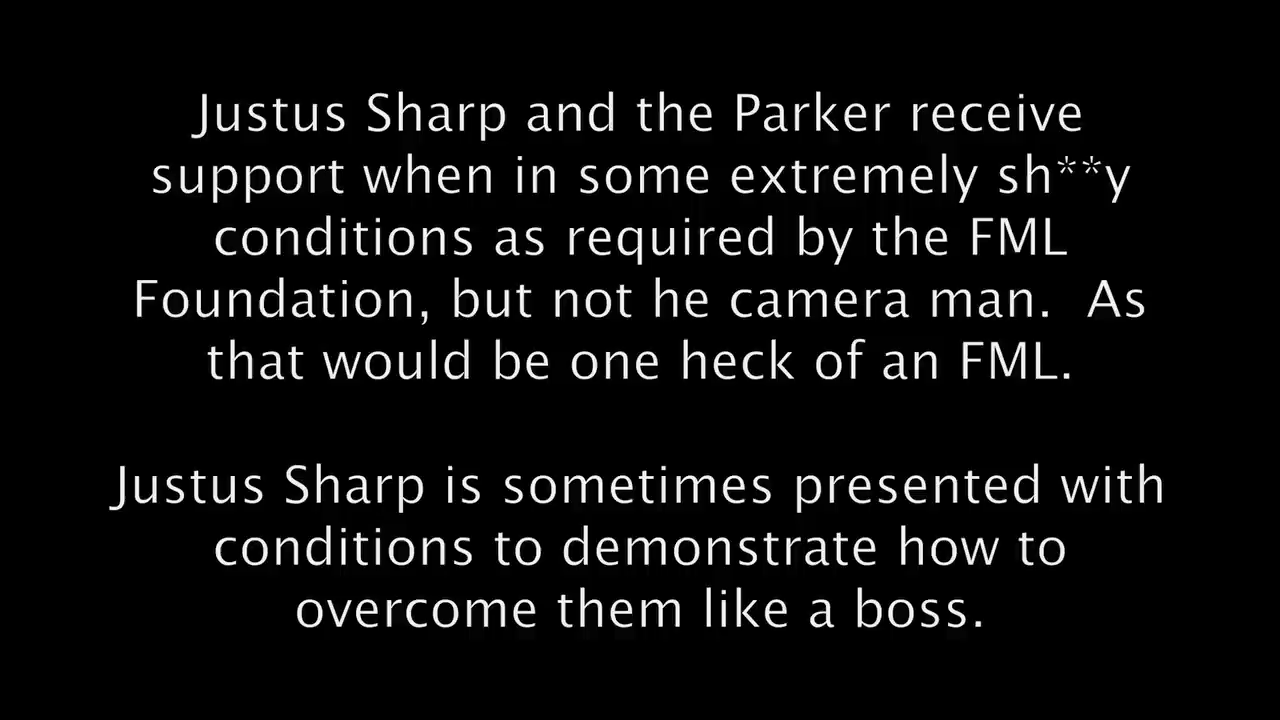 Justus Sharp and the Parker receive
support when in some extremely sh**y
conditions as required by the FML
Foundation, but not he camera man.  As
that would be one heck of an FML.
Justus Sharp is sometimes presented with
conditions to demonstrate how to
overcome them like a boss.